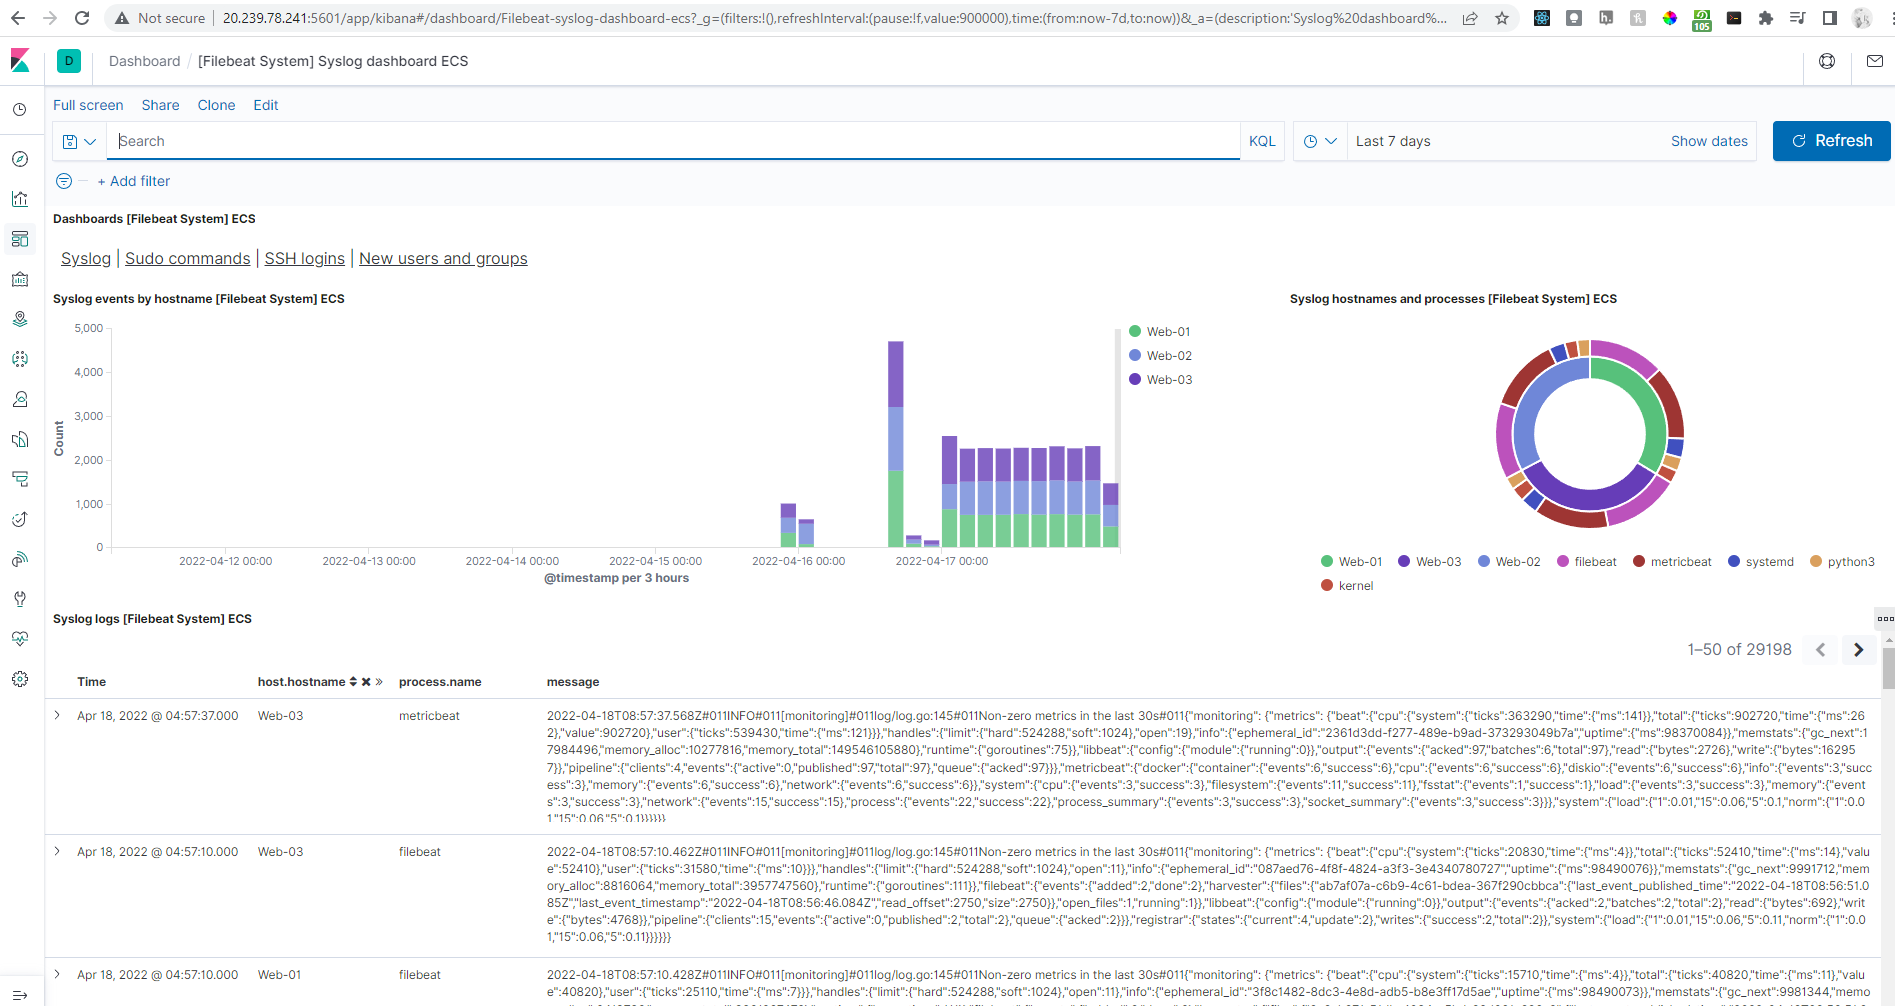 Not secure | 20.239.78.241:5601/app/kibana#/dashboard/Filebeat-syslog-dashboard-ecs?_g=(filters:!(),refreshInterval:(pause:!f,value:900000),time:(from:now-7d,to:now))&_a=(description:'Syslog%20dashboard%...
105
D
Dashboard / [Filebeat System] Syslog dashboard ECS
Full screen Share Clone Edit
Search KQL Last 7 days Show dates Refresh
+ Add filter
Dashboards [Filebeat System] ECS
Syslog | Sudo commands | SSH logins | New users and groups
Syslog events by hostname [Filebeat System] ECS
Syslog hostnames and processes [Filebeat System] ECS
5,000
4,000
3,000
2,000
1,000
0
Count
2022-04-12 00:00 2022-04-13 00:00 2022-04-14 00:00 2022-04-15 00:00 2022-04-16 00:00 2022-04-17 00:00
@timestamp per 3 hours
Web-01
Web-02
Web-03
Web-01 Web-03 Web-02 filebeat metricbeat systemd python3
kernel
Syslog logs [Filebeat System] ECS
1–50 of 29198
Time host.hostname process.name message
Apr 18, 2022 @ 04:57:37.000 Web-03 metricbeat
2022-04-18T08:57:37.568Z#011INFO#011[monitoring]#011log/log.go:145#011Non-zero metrics in the last 30s#011{"monitoring": {"metrics": {"beat":{"cpu":{"system":{"ticks":363290,"time":{"ms":141}},"total":{"ticks":902720,"time":{"ms":26
2},"value":902720},"user":{"ticks":539430,"time":{"ms":121}}},"handles":{"limit":{"hard":524288,"soft":1024},"open":19},"info":{"ephemeral_id":"2361d3dd-f277-489e-b9ad-373293049b7a","uptime":{"ms":98370084}},"memstats":{"gc_next":1
7984496,"memory_alloc":10277816,"memory_total":149546105880},"runtime":{"goroutines":75}},"libbeat":{"config":{"module":{"running":0}},"output":{"events":{"acked":97,"batches":6,"total":97},"read":{"bytes":2726},"write":{"bytes":16295
7}},"pipeline":{"clients":4,"events":{"active":0,"published":97,"total":97},"queue":{"acked":97}}},"metricbeat":{"docker":{"container":{"events":6,"success":6},"cpu":{"events":6,"success":6},"diskio":{"events":6,"success":6},"info":{"events":3,"succ
ess":3},"memory":{"events":6,"success":6},"network":{"events":6,"success":6}},"system":{"cpu":{"events":3,"success":3},"filesystem":{"events":11,"success":11},"fsstat":{"events":1,"success":1},"load":{"events":3,"success":3},"memory":{"event
s":3,"success":3},"network":{"events":15,"success":15},"process":{"events":22,"success":22},"process_summary":{"events":3,"success":3},"socket_summary":{"events":3,"success":3}}},"system":{"load":{"1":0.01,"15":0.06,"5":0.1,"norm":{"1":0.0
1,"15":0.06,"5":0.1}}}}}}
Apr 18, 2022 @ 04:57:10.000 Web-03 filebeat
2022-04-18T08:57:10.462Z#011INFO#011[monitoring]#011log/log.go:145#011Non-zero metrics in the last 30s#011{"monitoring": {"metrics": {"beat":{"cpu":{"system":{"ticks":20830,"time":{"ms":4}},"total":{"ticks":52410,"time":{"ms":14},"valu
e":52410},"user":{"ticks":31580,"time":{"ms":10}}},"handles":{"limit":{"hard":524288,"soft":1024},"open":11},"info":{"ephemeral_id":"087aed76-4f8f-4824-a3f3-3e4340780727","uptime":{"ms":98490076}},"memstats":{"gc_next":9991712,"mem
ory_alloc":8816064,"memory_total":3957747560},"runtime":{"goroutines":111}},"filebeat":{"events":{"added":2,"done":2},"harvester":{"files":{"ab7af07a-c6b9-4c61-bdea-367f290cbbca":{"last_event_published_time":"2022-04-18T08:56:51.
085Z","last_event_timestamp":"2022-04-18T08:56:46.084Z","read_offset":2750,"size":2750}},"open_files":1,"running":1}},"libbeat":{"config":{"module":{"running":0}},"output":{"events":{"acked":2,"batches":2,"total":2},"read":{"bytes":692},"writ
e":{"bytes":4768}},"pipeline":{"clients":15,"events":{"active":0,"published":2,"total":2},"queue":{"acked":2}}},"registrar":{"states":{"current":4,"update":2},"writes":{"success":2,"total":2}},"system":{"load":{"1":0.01,"15":0.06,"5":0.11,"norm":{"1":0.0
1,"15":0.06,"5":0.11}}}}}}
Apr 18, 2022 @ 04:57:10.000 Web-01 filebeat
2022-04-18T08:57:10.428Z#011INFO#011[monitoring]#011log/log.go:145#011Non-zero metrics in the last 30s#011{"monitoring": {"metrics": {"beat":{"cpu":{"system":{"ticks":15710,"time":{"ms":4}},"total":{"ticks":40820,"time":{"ms":11},"value"
:40820},"user":{"ticks":25110,"time":{"ms":7}}},"handles":{"limit":{"hard":524288,"soft":1024},"open":11},"info":{"ephemeral_id":"3f8c1482-8dc3-4e8d-adb5-b8e3ff17d5ae","uptime":{"ms":98490073}},"memstats":{"gc_next":9981344,"memo